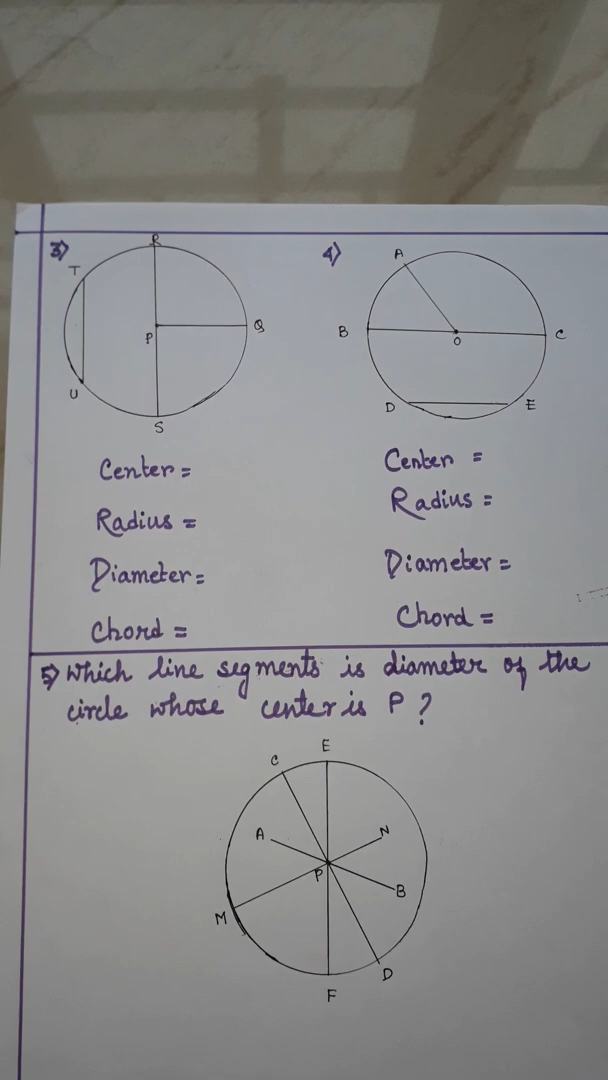 3)
R
T
P
Q
U
S
Center =
Radius =
Diameter =
Chord =
4)
A
B
O
C
D
E
Center =
Radius =
Diameter =
Chord =
5) Which line segments is diameter of the
circle whose center is P ?
E
C
A
N
P
B
M
D
F